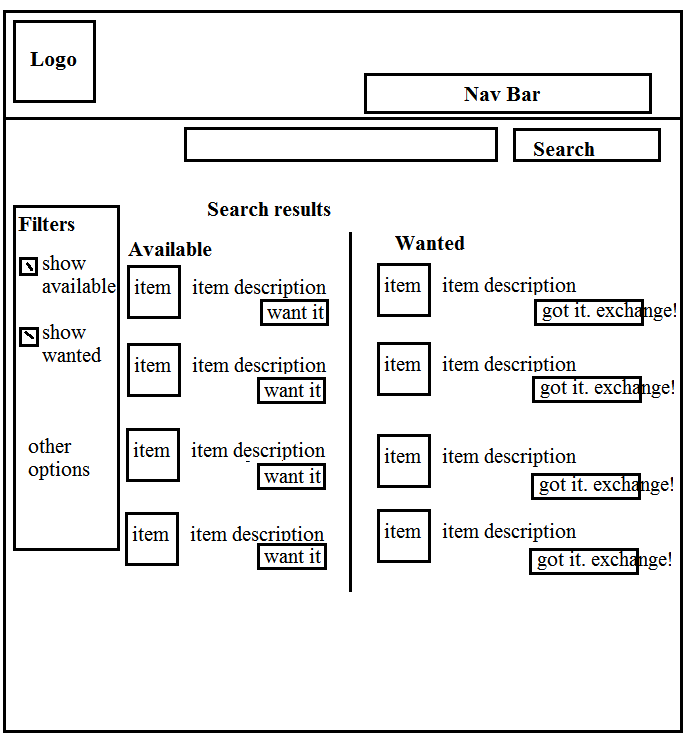 Logo
Nav Bar
Search
Search results
Filters
show
available
show
wanted
other
options
Available
item item description
want it
item item description
want it
item item description
want it
item item description
want it
Wanted
item item description
got it. exchange!
item item description
got it. exchange!
item item description
got it. exchange!
item item description
got it. exchange!